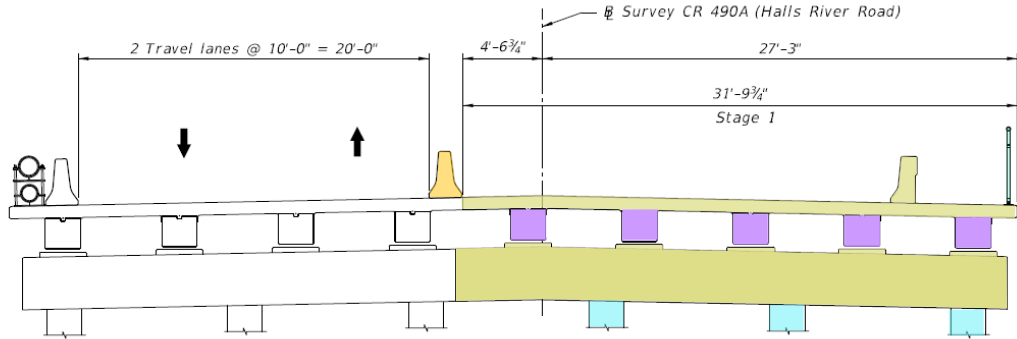 ℄ Survey CR 490A (Halls River Road)
2 Travel lanes @ 10'-0" = 20'-0"
4'-6¾"
27'-3"
31'-9¾"
Stage 1